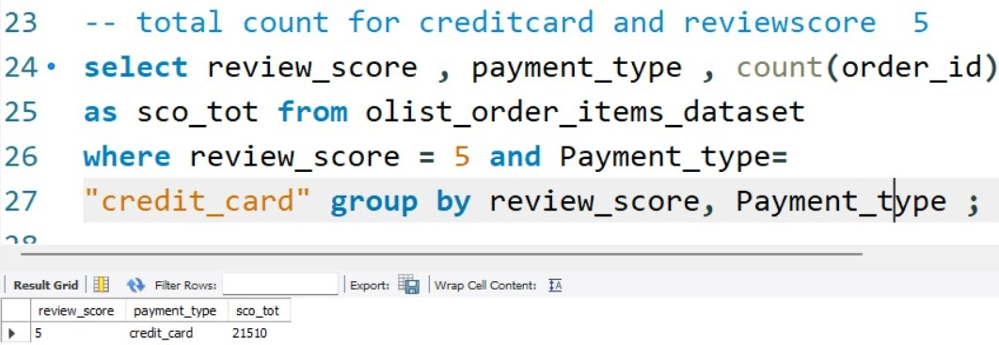 23 -- total count for creditcard and reviewscore 5
24 select review_score , payment_type , count(order_id)
25 as sco_tot from olist_order_items_dataset
26 where review_score = 5 and Payment_type=
27 "credit_card" group by review_score, Payment_type ;
28
Result Grid Filter Rows: Export: Wrap Cell Content: IA
review_score payment_type sco_tot
5 credit_card 21510